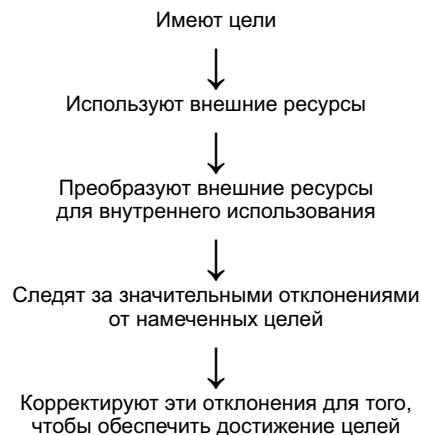 Имеют цели
Используют внешние ресурсы
Преобразуют внешние ресурсы
для внутреннего использования
Следят за значительными отклонениями
от намеченных целей
Корректируют эти отклонения для того,
чтобы обеспечить достижение целей